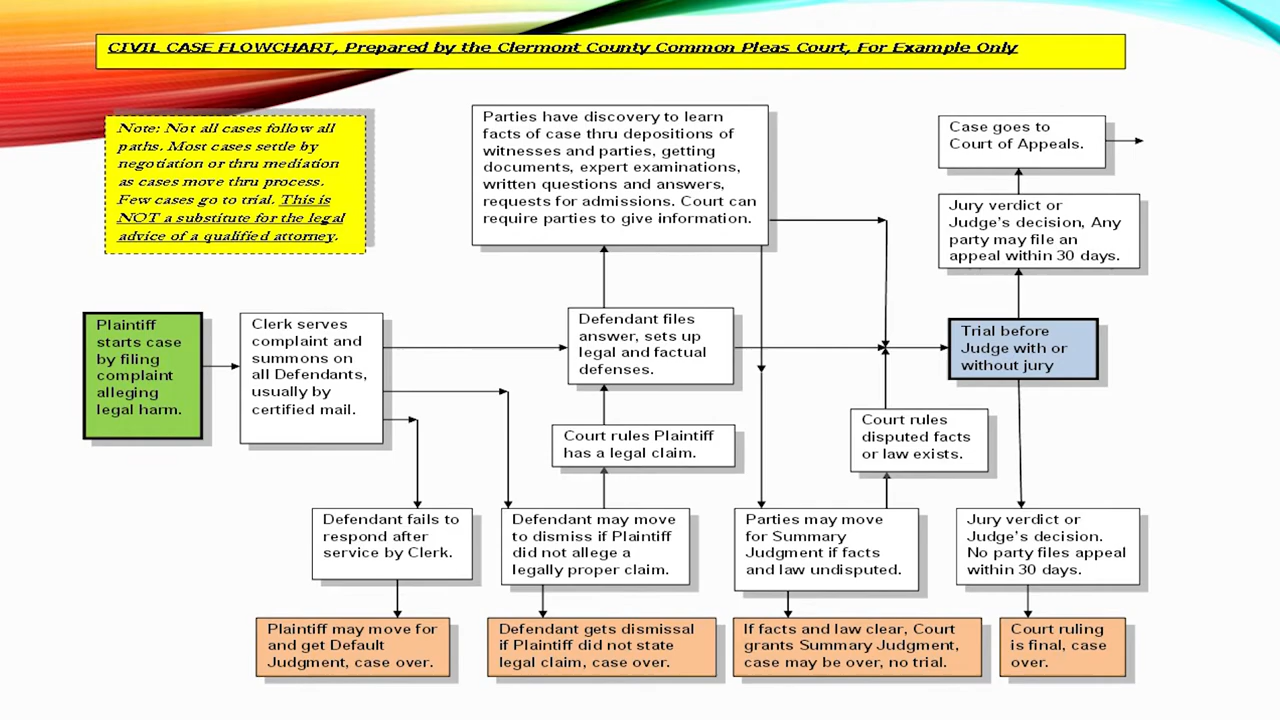 CIVIL CASE FLOWCHART, Prepared by the Clermont County Common Pleas Court, For Example Only
Note: Not all cases follow all
paths. Most cases settle by
negotiation or thru mediation
as cases move thru process.
Few cases go to trial. This is
NOT a substitute for the legal
advice of a qualified attorney.
Parties have discovery to learn
facts of case thru depositions of
witnesses and parties, getting
documents, expert examinations,
written questions and answers,
requests for admissions. Court can
require parties to give information.
Case goes to
Court of Appeals.
Jury verdict or
Judge's decision, Any
party may file an
appeal within 30 days.
Plaintiff
starts case
by filing
complaint
alleging
legal harm.
Clerk serves
complaint and
summons on
all Defendants,
usually by
certified mail.
Defendant files
answer, sets up
legal and factual
defenses.
Trial before
Judge with or
without jury
Court rules Plaintiff
has a legal claim.
Court rules
disputed facts
or law exists.
Defendant fails to
respond after
service by Clerk.
Defendant may move
to dismiss if Plaintiff
did not allege a
legally proper claim.
Parties may move
for Summary
Judgment if facts
and law undisputed.
Jury verdict or
Judge's decision.
No party files appeal
within 30 days.
Plaintiff may move for
and get Default
Judgment, case over.
Defendant gets dismissal
if Plaintiff did not state
legal claim, case over.
If facts and law clear, Court
grants Summary Judgment,
case may be over, no trial.
Court ruling
is final, case
over.